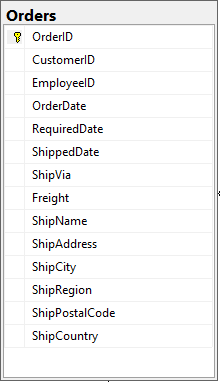 Orders
OrderID
CustomerID
EmployeeID
OrderDate
RequiredDate
ShippedDate
ShipVia
Freight
ShipName
ShipAddress
ShipCity
ShipRegion
ShipPostalCode
ShipCountry